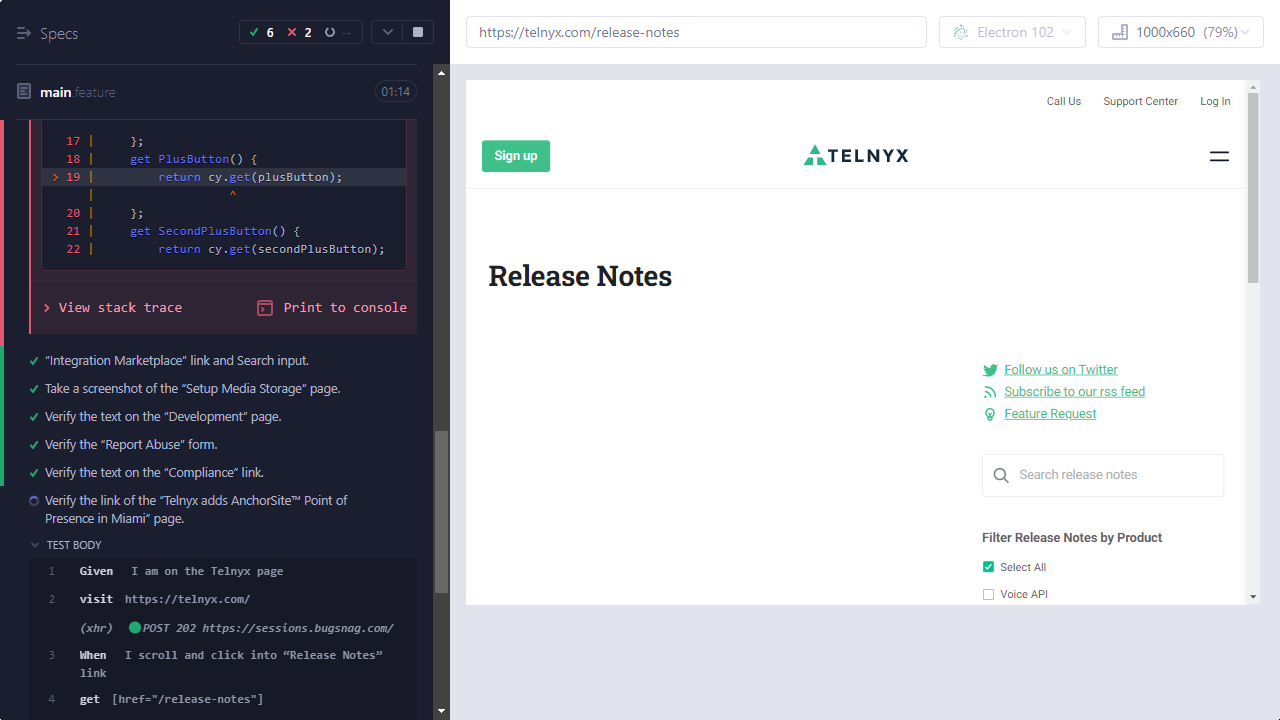 Specs
6 2 --
main.feature 01:14
17 | };
18 | get PlusButton() {
> 19 | return cy.get(plusButton);
| ^
20 | };
21 | get SecondPlusButton() {
22 | return cy.get(secondPlusButton);
View stack trace
Print to console
“Integration Marketplace” link and Search input.
Take a screenshot of the “Setup Media Storage” page.
Verify the text on the “Development” page.
Verify the “Report Abuse” form.
Verify the text on the “Compliance” link.
Verify the link of the “Telnyx adds AnchorSite™ Point of
Presence in Miami” page.
TEST BODY
1 Given I am on the Telnyx page
2 visit https://telnyx.com/
(xhr) POST 202 https://sessions.bugsnag.com/
3 When I scroll and click into “Release Notes”
link
4 get [href="/release-notes"]
https://telnyx.com/release-notes
Electron 102
1000x660 (79%)
Call Us Support Center Log In
Sign up
TELNYX
Release Notes
Follow us on Twitter
Subscribe to our rss feed
Feature Request
Search release notes
Filter Release Notes by Product
Select All
Voice API